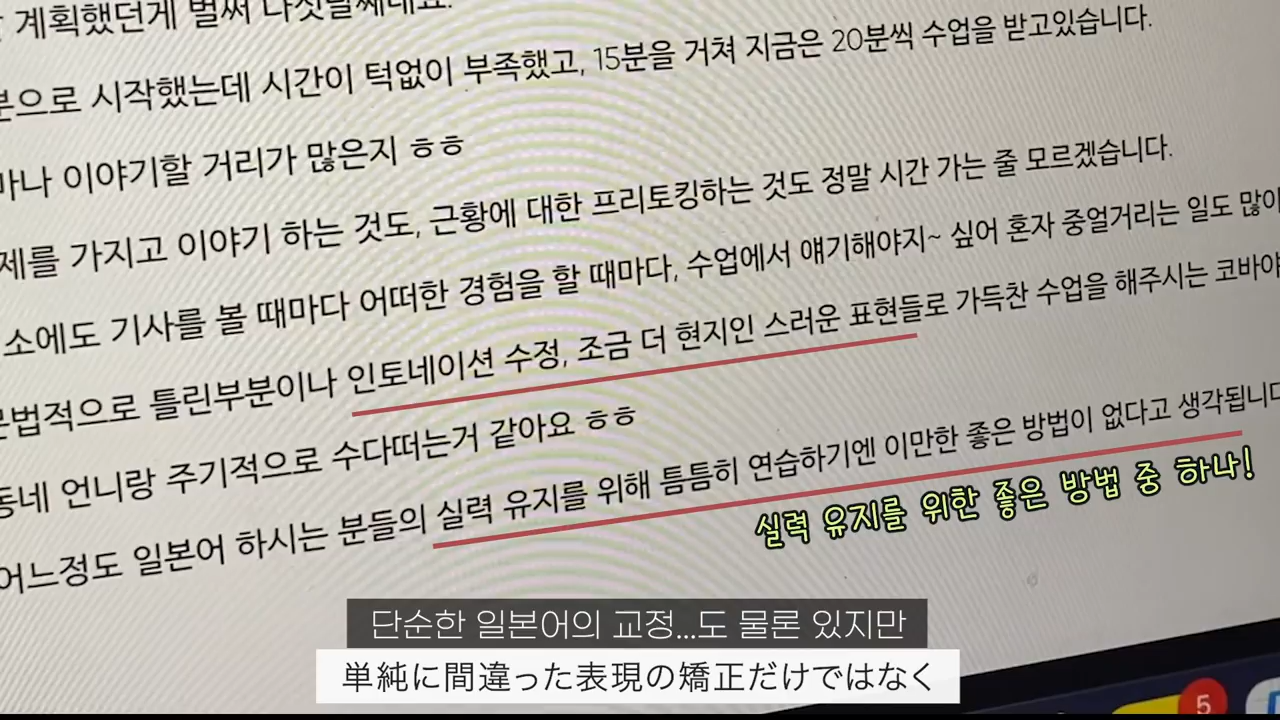 계획했던게 벌써
으로 시작했는데 시간이 턱없이 부족했고, 15분을 거쳐 지금은 20분씩 수업을 받고있습니다.
마나 이야기할 거리가 많은지 ㅎㅎ
제를 가지고 이야기 하는 것도, 근황에 대한 프리토킹하는 것도 정말 시간 가는 줄 모르겠습니다.
소에도 기사를 볼 때마다 어떠한 경험을 할 때마다, 수업에서 얘기해야지~ 싶어 혼자 중얼거리는 일도 많
법적으로 틀린부분이나 인토네이션 수정, 조금 더 현지인 스러운 표현들로 가득찬 수업을 해주시는 코바야
동네 언니랑 주기적으로 수다떠는거 같아요 ㅎㅎ
어느정도 일본어 하시는 분들의 실력 유지를 위해 틈틈히 연습하기엔 이만한 좋은 방법이 없다고 생각됩니다
실력 유지를 위한 좋은 방법 중 하나!
단순한 일본어의 교정...도 물론 있지만
単純に間違った表現の矯正だけではなく
5